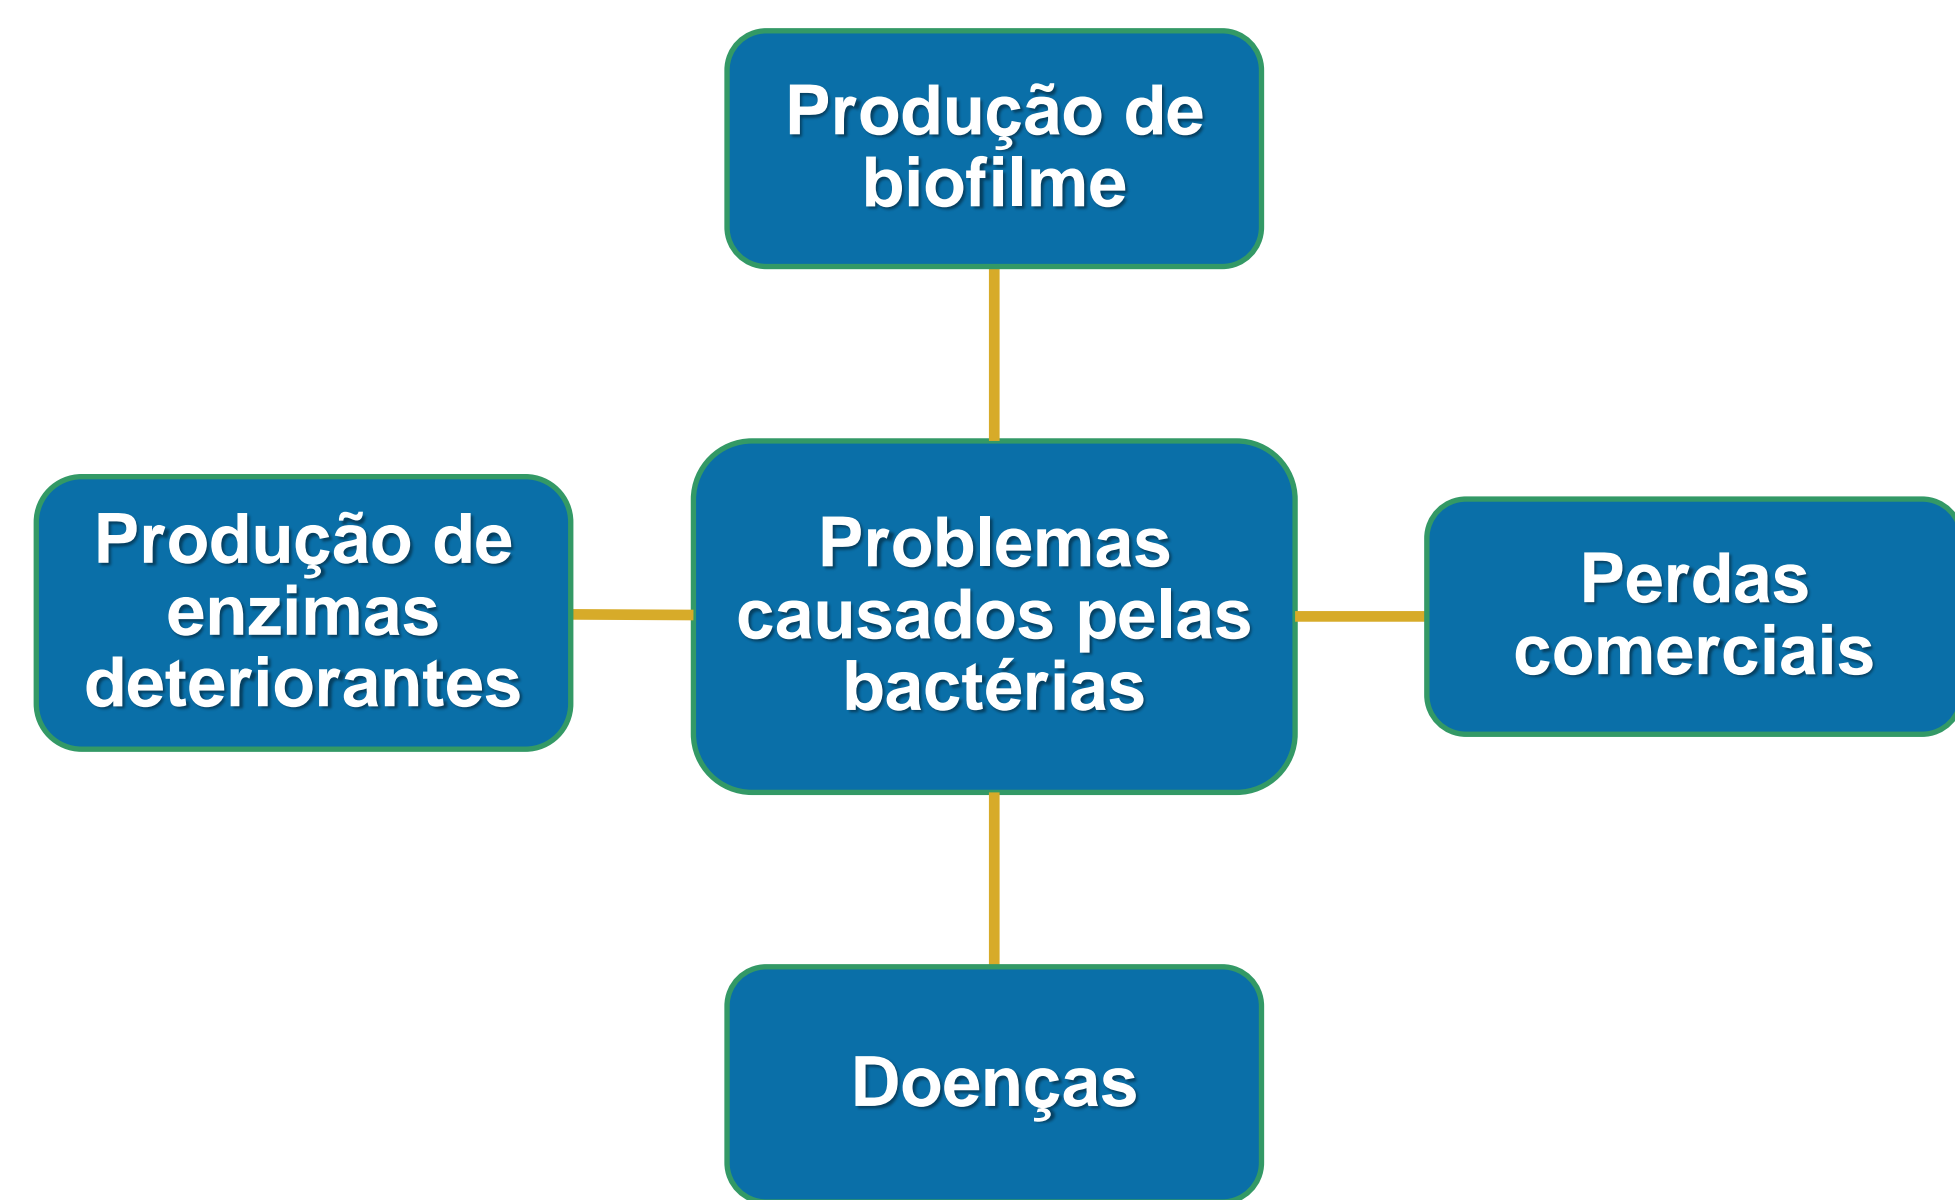 Produção de
biofilme
Produção de
enzimas
deteriorantes
Problemas
causados pelas
bactérias
Perdas
comerciais
Doenças